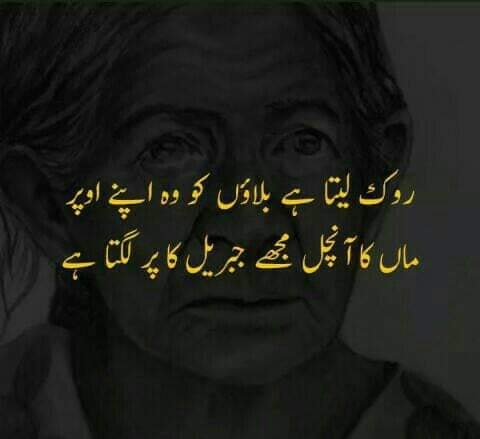 روک لیتا ہے بلاؤں کو وہ اپنے اوپر
ماں کا آنچل مجھے جبریل کا پر لگتا ہے